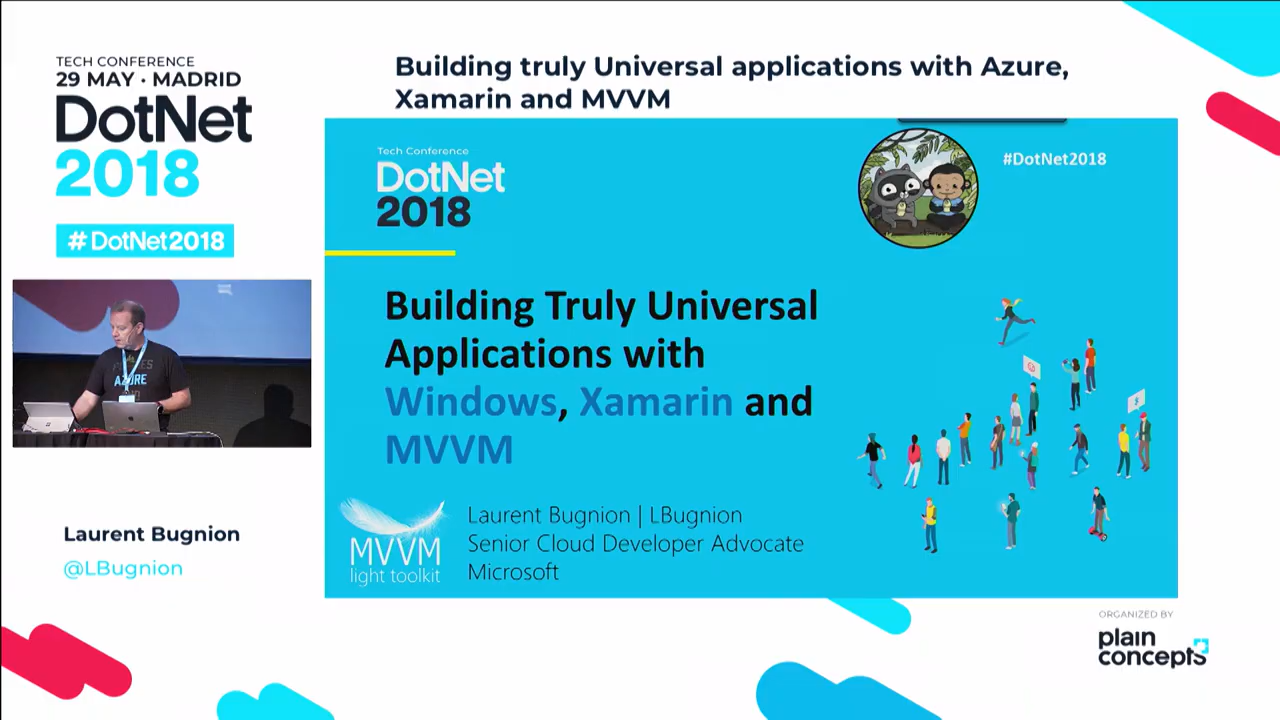 TECH CONFERENCE
29 MAY · MADRID
DotNet
2018
#DotNet2018
Building truly Universal applications with Azure,
Xamarin and MVVM
Tech Conference
DotNet
2018
#DotNet2018
Building Truly Universal
Applications with
Windows, Xamarin and
MVVM
MVVM
light toolkit
Laurent Bugnion | LBugnion
Senior Cloud Developer Advocate
Microsoft
AZURE
Laurent Bugnion
@LBugnion
ORGANIZED BY
plain
concepts